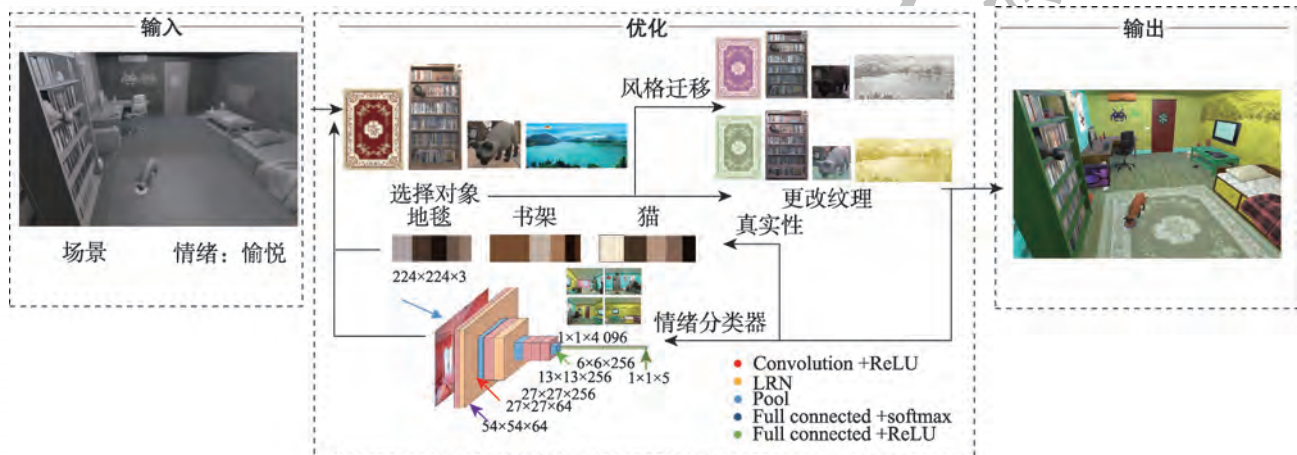 输入
优化
输出
风格迁移
选择对象
更改纹理
地毯
书架
猫
真实性
场景
情绪：愉悦
224×224×3
情绪分类器
1×1×4 096
6×6×256
13×13×256
1×1×5
27×27×256
27×27×64
54×54×64
Convolution +ReLU
LRN
Pool
Full connected +softmax
Full connected +ReLU